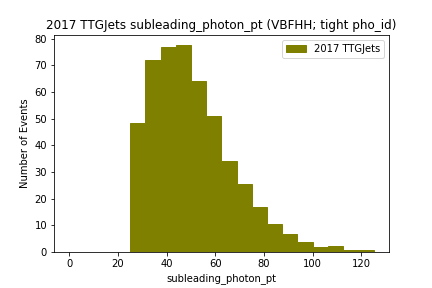 2017 TTGJets subleading_photon_pt (VBFHH; tight pho_id)
2017 TTGJets
Number of Events
80
70
60
50
40
30
20
10
0
0 20 40 60 80 100 120
subleading_photon_pt